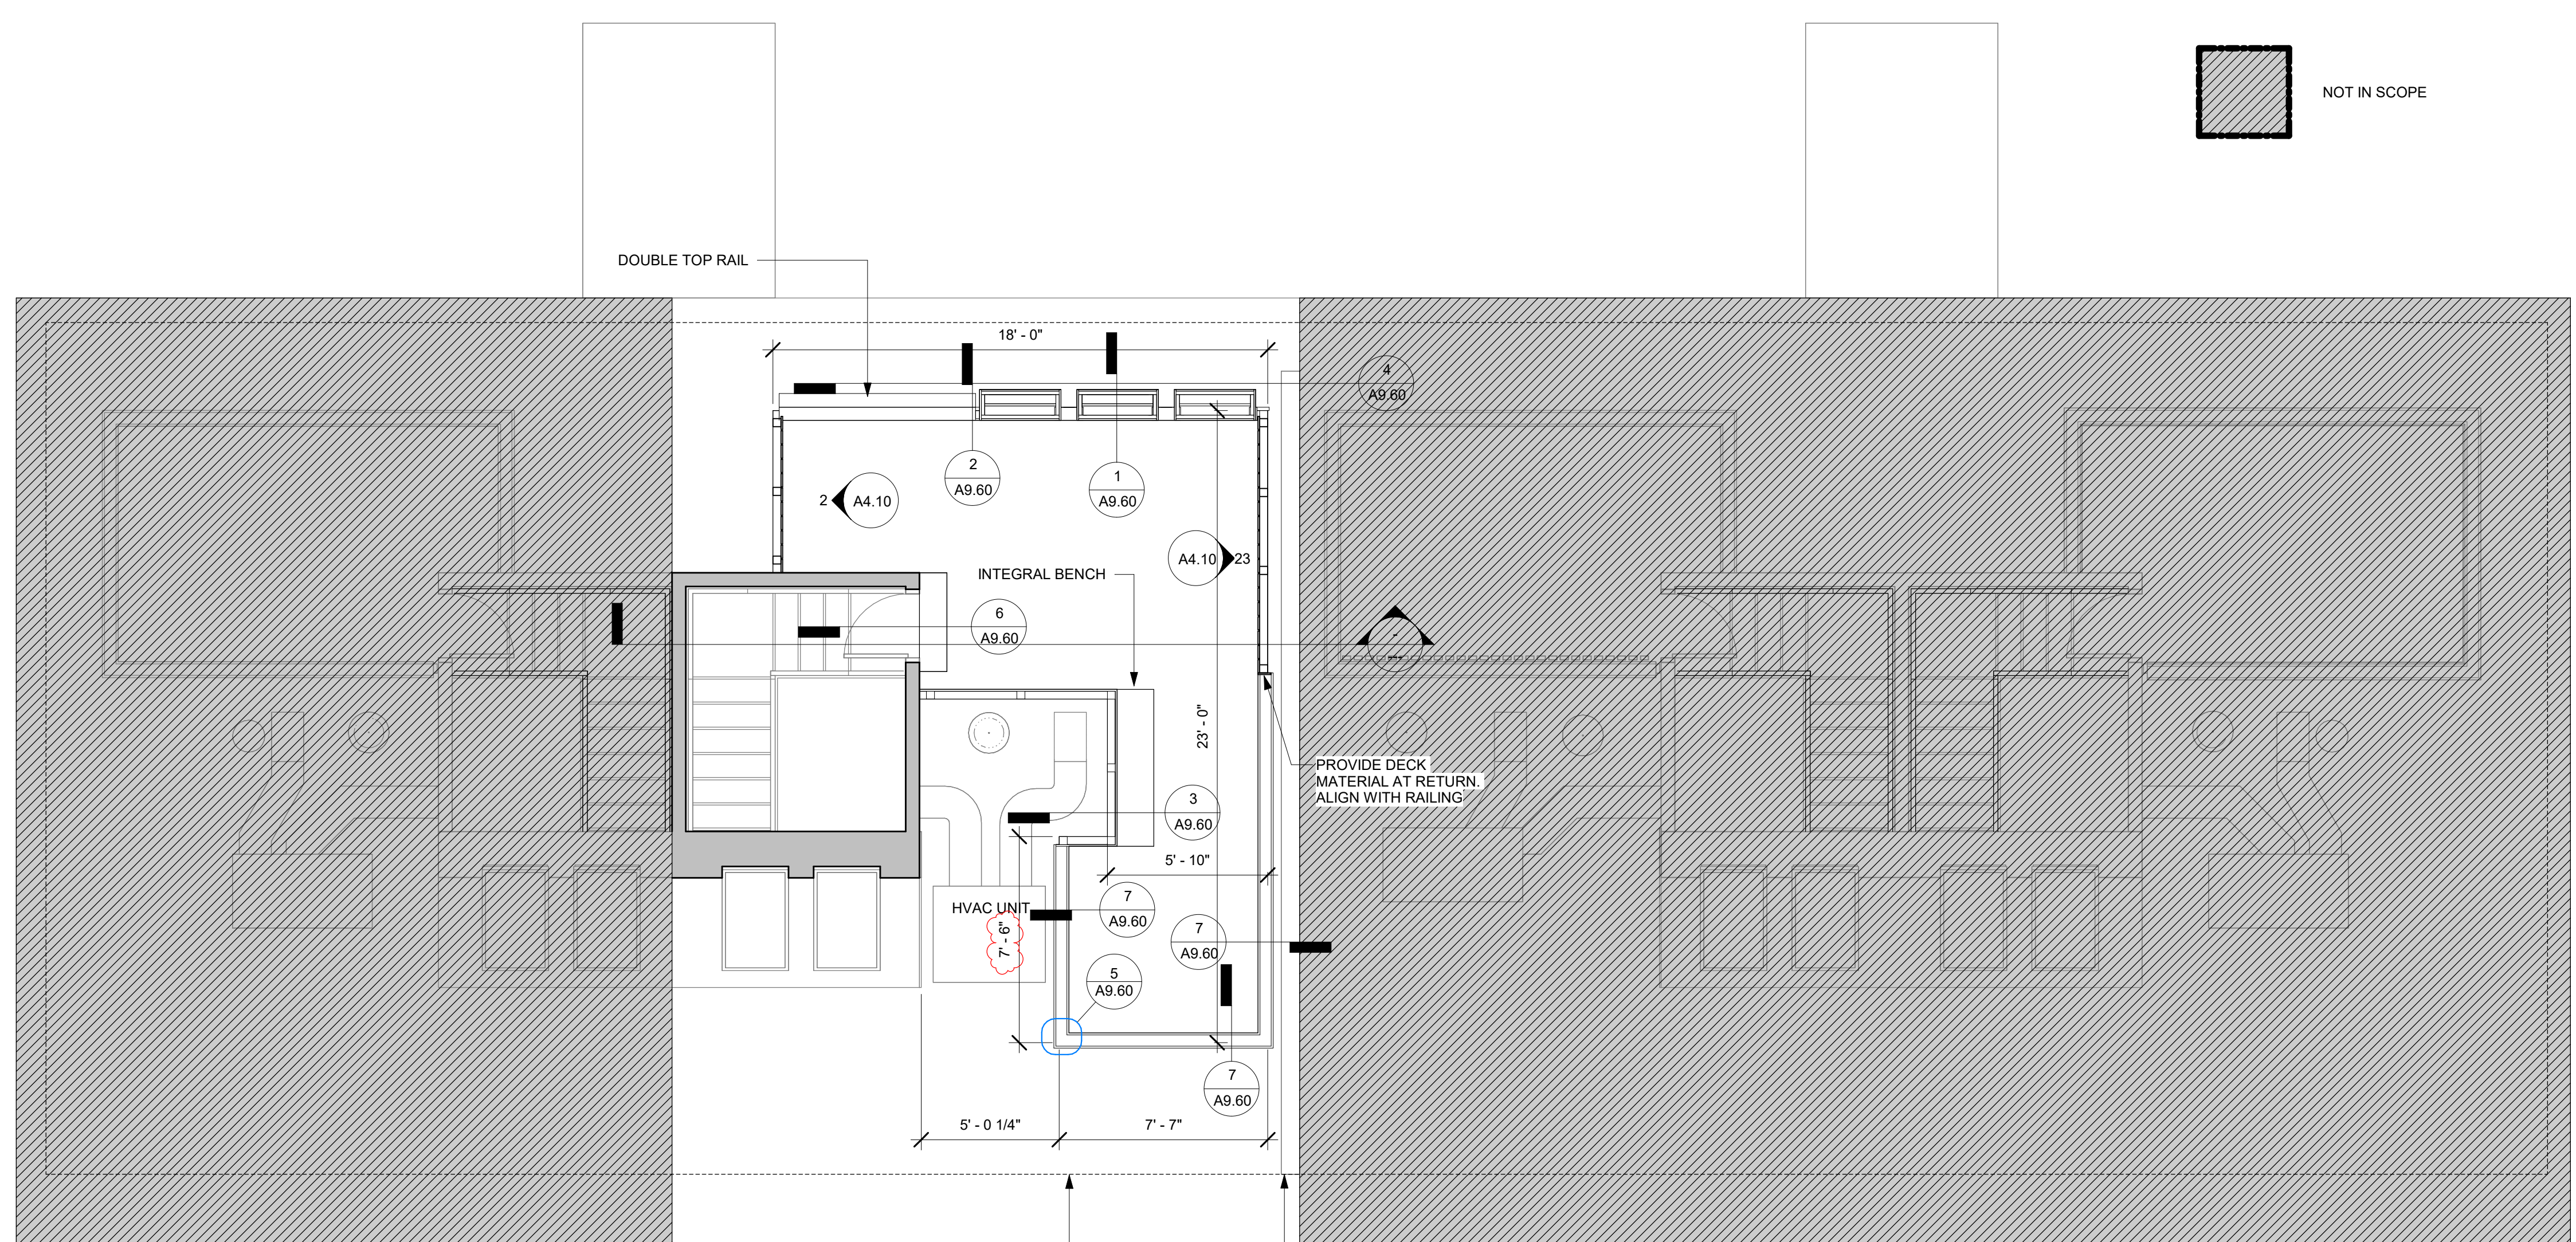 NOT IN SCOPE
DOUBLE TOP RAIL
18' - 0"
4
A9.60
2
A9.60
1
A9.60
2
A4.10
A4.10
23
INTEGRAL BENCH
6
A9.60
-
23' - 0"
PROVIDE DECK
MATERIAL AT RETURN.
ALIGN WITH RAILING
3
A9.60
5' - 10"
HVAC UNIT
7
A9.60
7' - 6"
7
A9.60
5
A9.60
7
A9.60
5' - 0 1/4"
7' - 7"